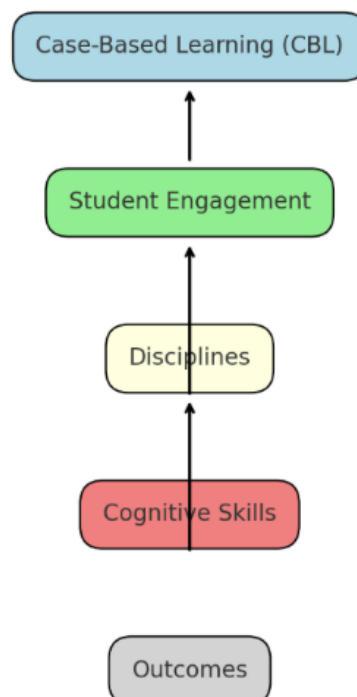 Case-Based Learning (CBL)
Student Engagement
Disciplines
Cognitive Skills
Outcomes